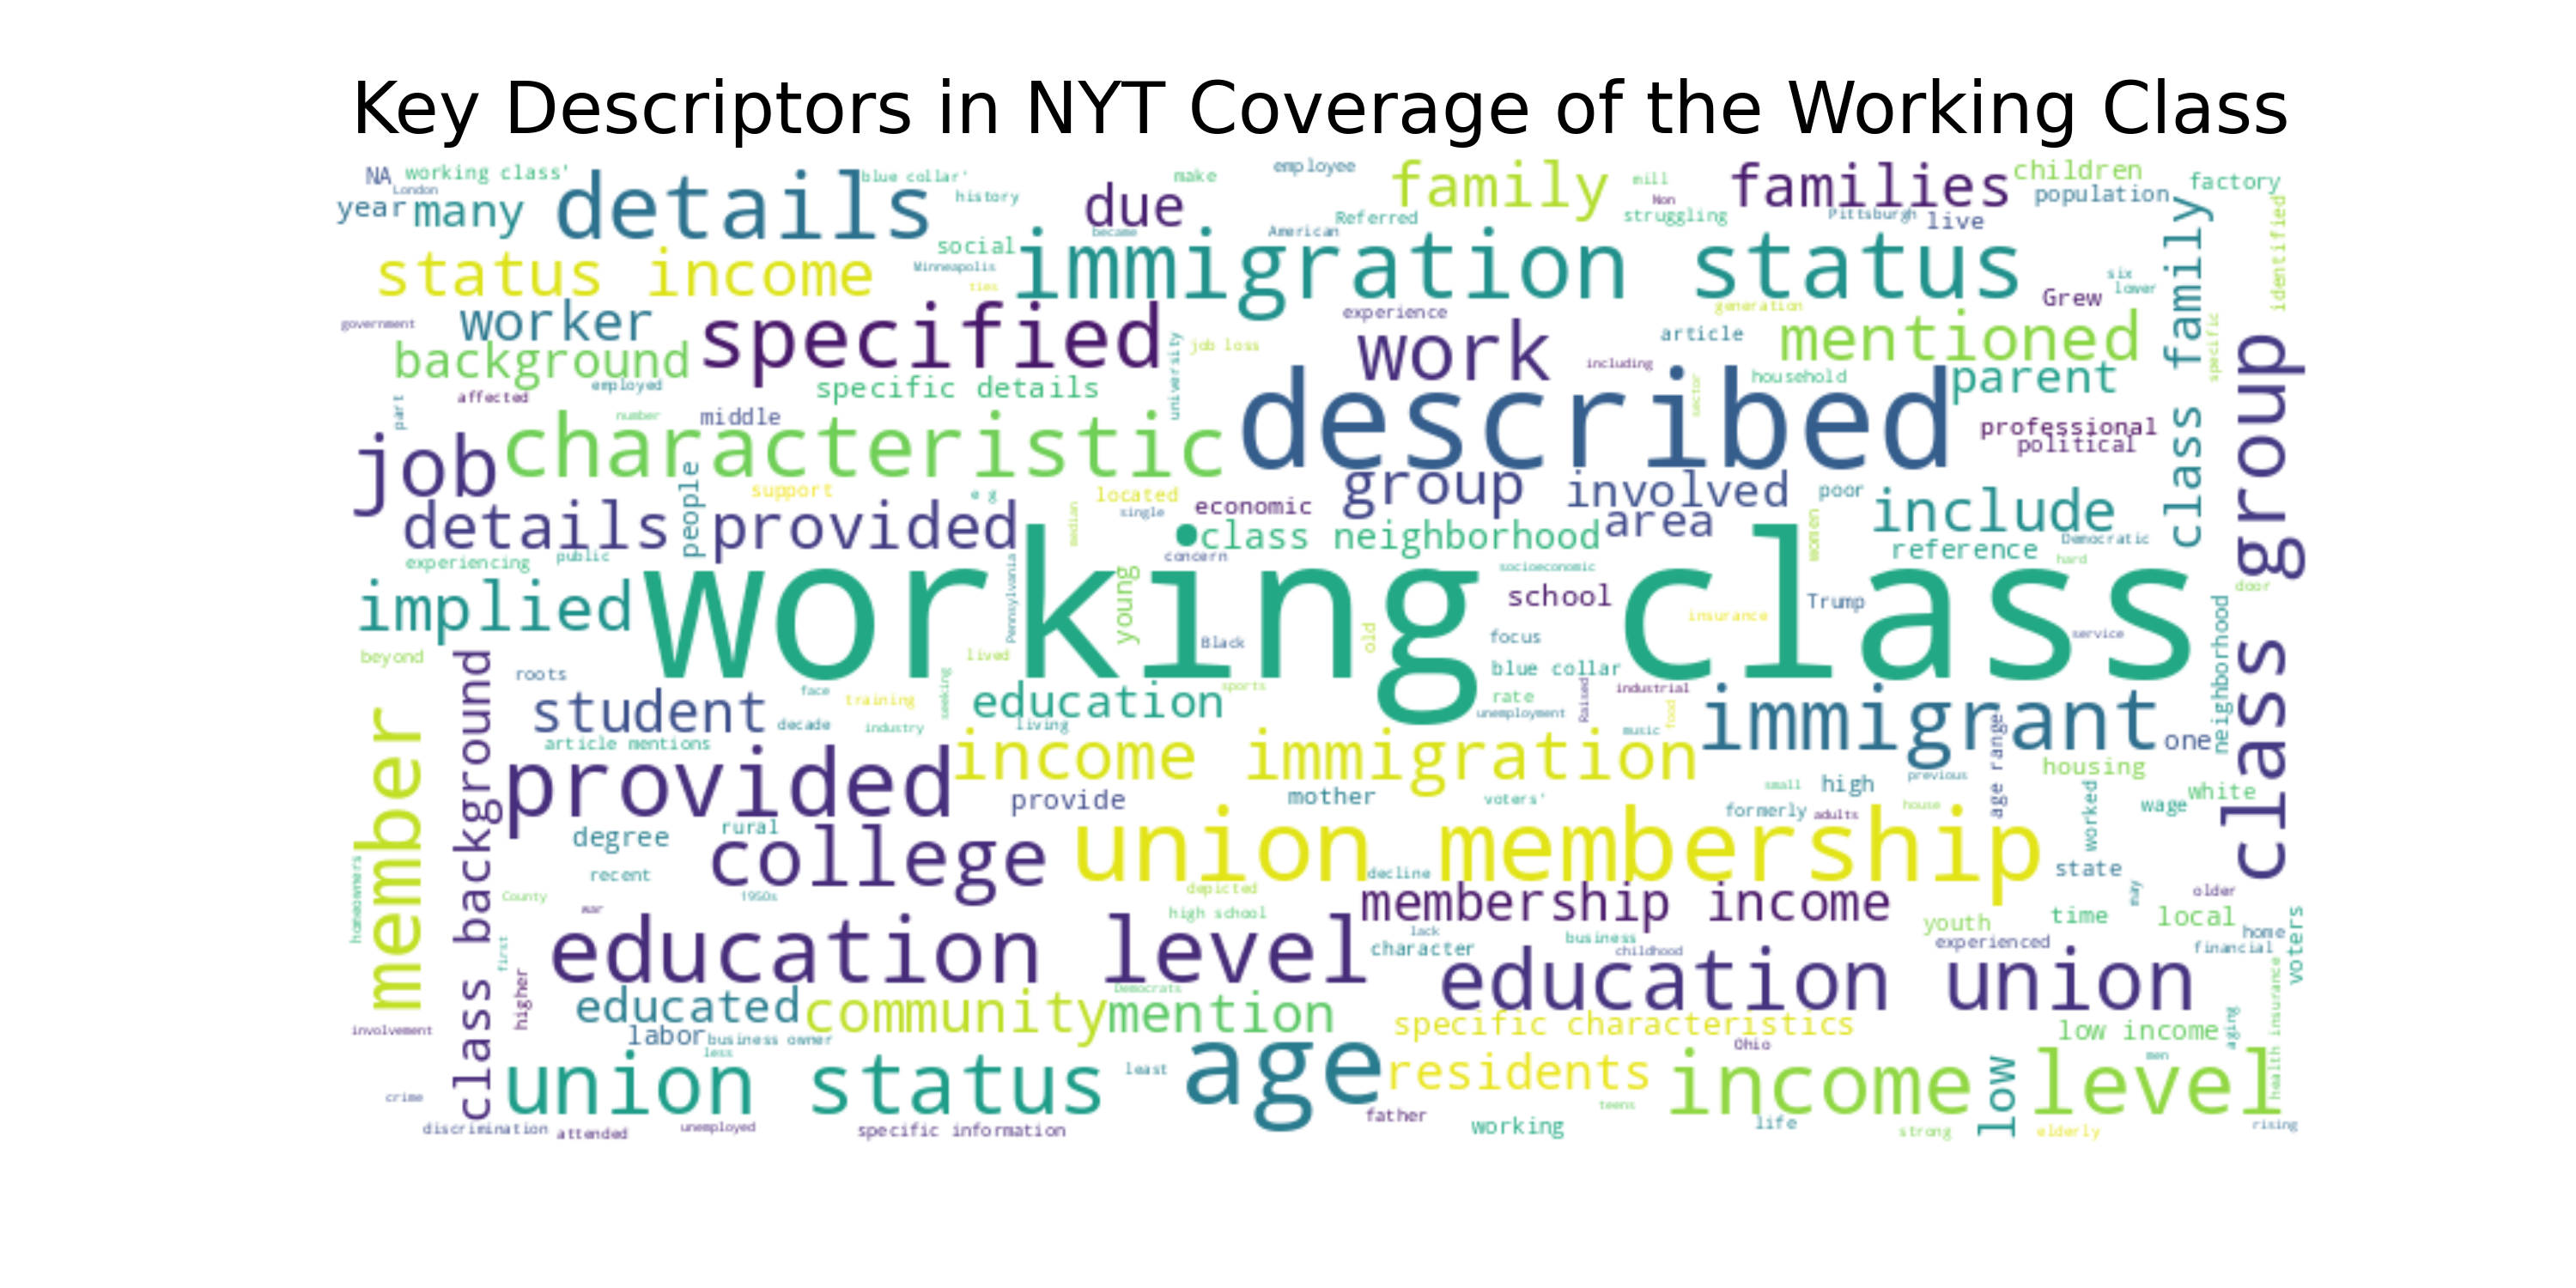 Key Descriptors in NYT Coverage of the Working Class
NA
working class'
London
year
many
details
blue collar'
history
make
due
became
employee
American
family
Referred
mill
Non
struggling
families
Pittsburgh
live
children
population
factory
identified
status income
social
Minneapolis
ties
immigration status
six
lower
Grew
class family
government
worker
background
specified
university
job loss
experience
generation
article
work
including
mentioned
specific
affected
employed
specific details
part
number
middle
characteristic
described
sector
household
parent
professional
political
class group
job
people
support
e g
located
single
median
economic
group
involved
area
poor
include
details provided
class neighborhood
women
reference
Democratic
hard
experiencing
public
concern
socioeconomic
door
implied
working class
Pennsylvania
young
Black
old
school
focus
insurance
Trump
service
neighborhood
beyond
roots
lived
blue collar
student
face
training
seeking
decade
industry
education
sports
living
rate
unemployment
Raised
industrial
food
music
immigrant
one
article mentions
member
class background
provided
income immigration
age range
housing
provide
mother
voters'
small
high
previous
formerly
adults
house
worked
wage
white
degree
rural
college
union membership
state
homeowners
recent
County
1950s
war
depicted
high school
decline
membership income
may
older
youth
time
local
home
financial
voters
first
higher
education level
lack
character
business
childhood
experienced
education union
health insurance
involvement
educated
community
Democrats
mention
specific characteristics
low income
aging
labor
business owner
less
Ohio
men
union status
least
age
residents
income level
low
crime
teens
father
discrimination
attended
unemployed
specific information
working
life
strong
elderly
rising